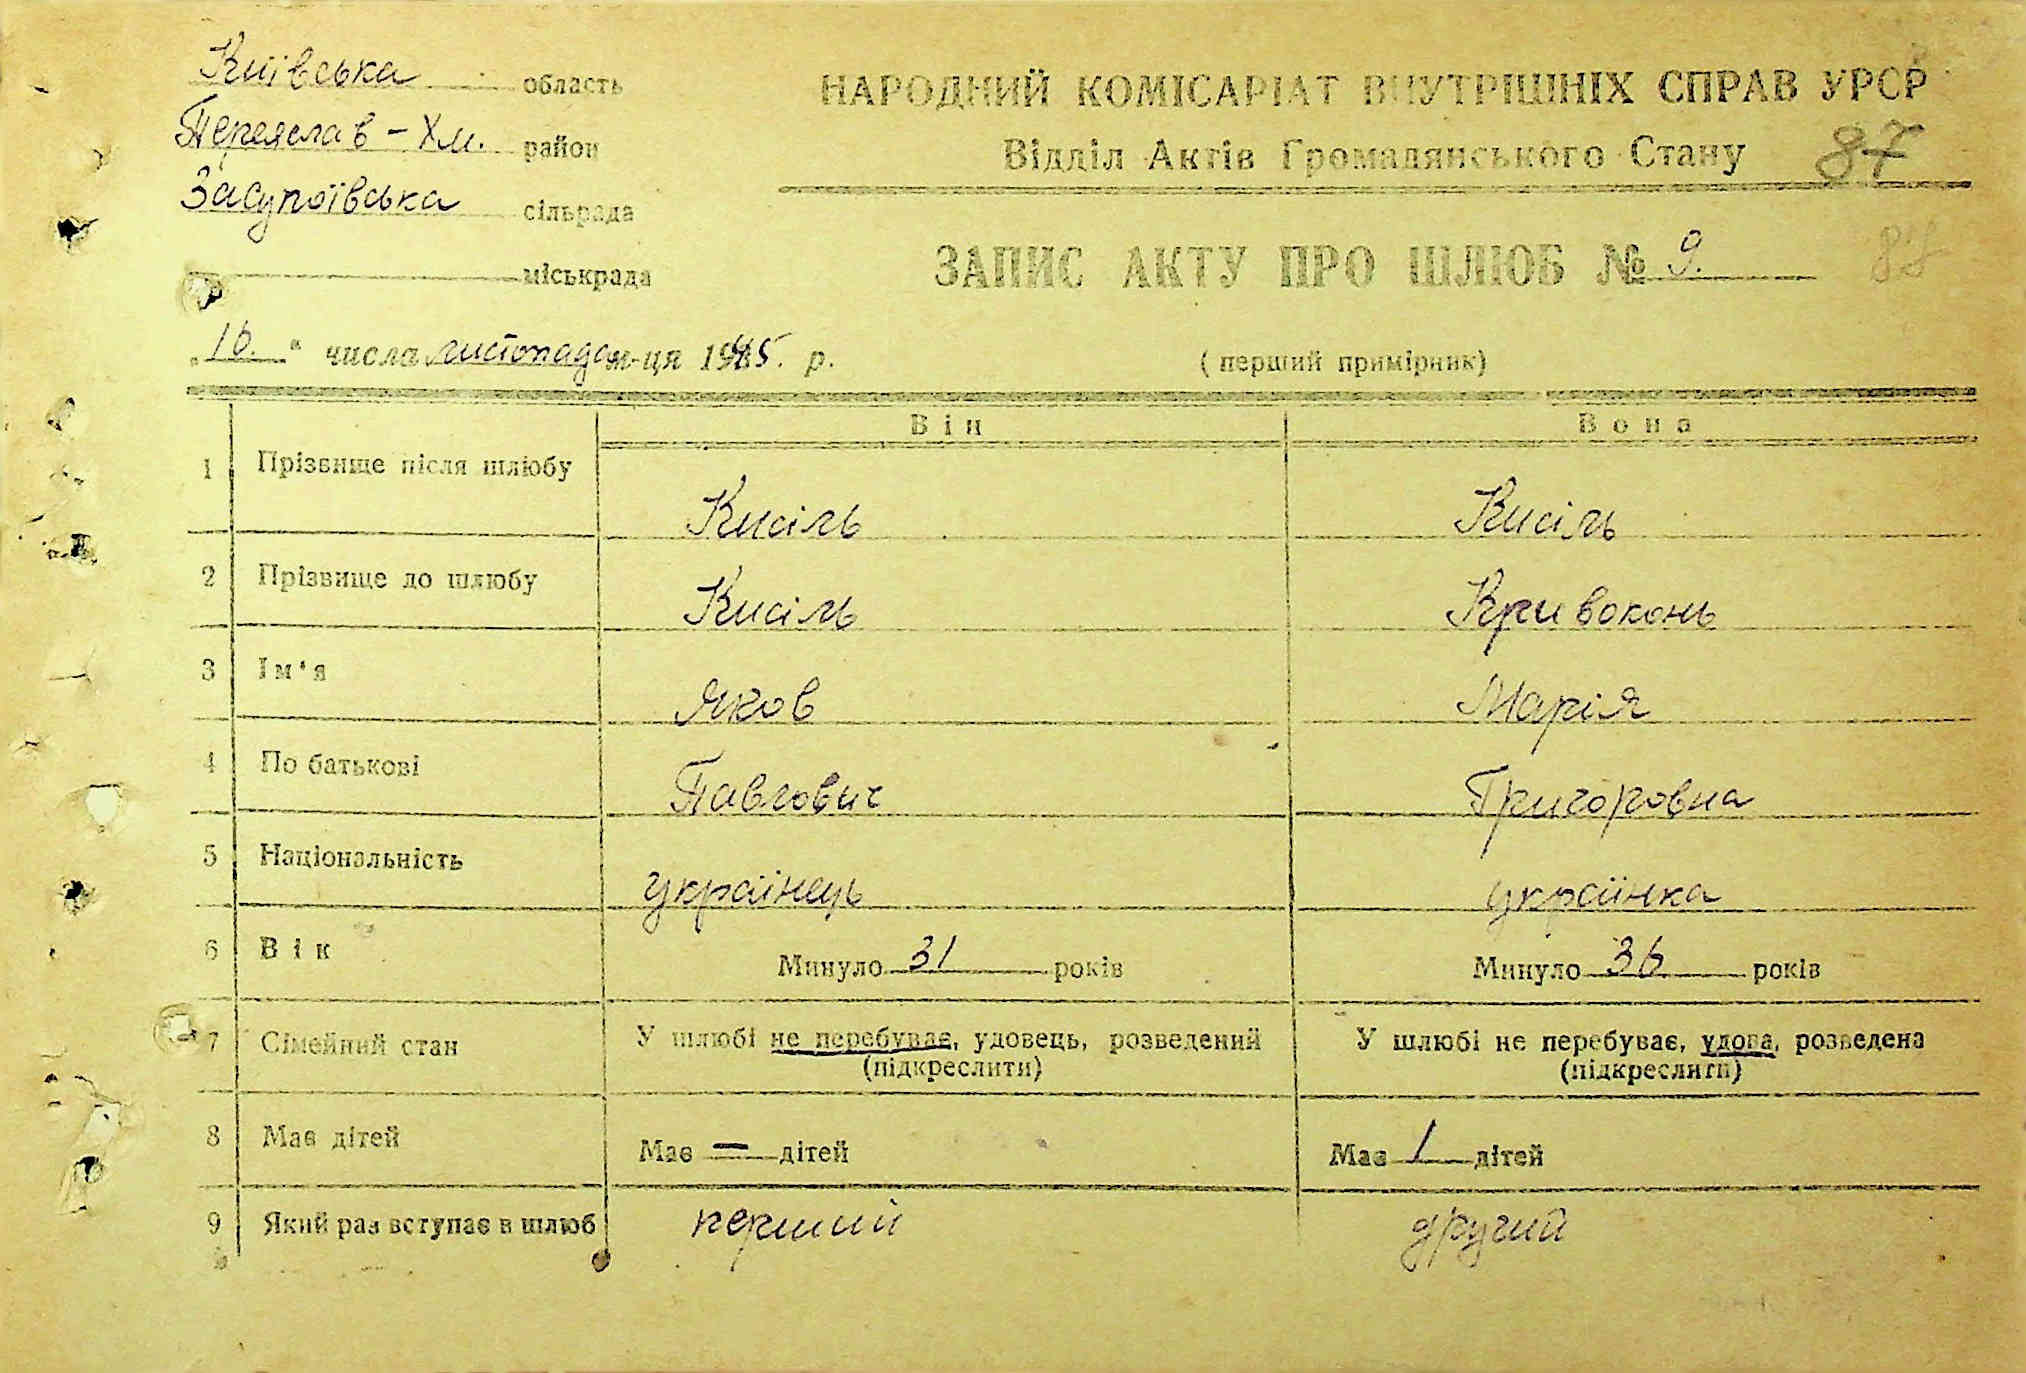 Київська область
Переяслав-Хм. район
Засупоївська сільрада
міськрада
НАРОДНИЙ КОМІСАРІАТ ВНУТРІШНІХ СПРАВ УРСР
Відділ Актів Громадянського Стану 87
ЗАПИС АКТУ ПРО ШЛЮБ № 9. 88
„16." числа листопада м-ця 1945. р. (перший примірник)
Він Вона
1 Прізвище після шлюбу Кисіль Кисіль
2 Прізвище до шлюбу Кисіль Кривоконь
3 Ім'я Яков Марія
4 По батькові Павлович Григоровна
5 Національність українець українка
6 Вік Минуло 31 років Минуло 36 років
7 Сімейний стан У шлюбі не перебуває, удовець, розведений У шлюбі не перебуває, удова, розведена
(підкреслити) (підкреслити)
8 Має дітей Має — дітей Має 1 дітей
9 Який раз вступає в шлюб перший другий